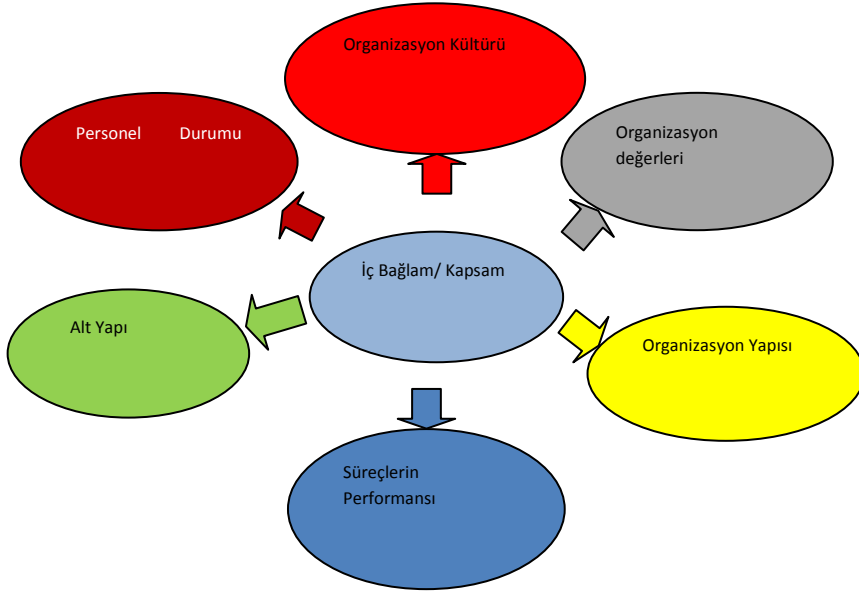 Organizasyon Kültürü
Personel Durumu
Organizasyon
değerleri
İç Bağlam/ Kapsam
Alt Yapı
Organizasyon Yapısı
Süreçlerin
Performansı